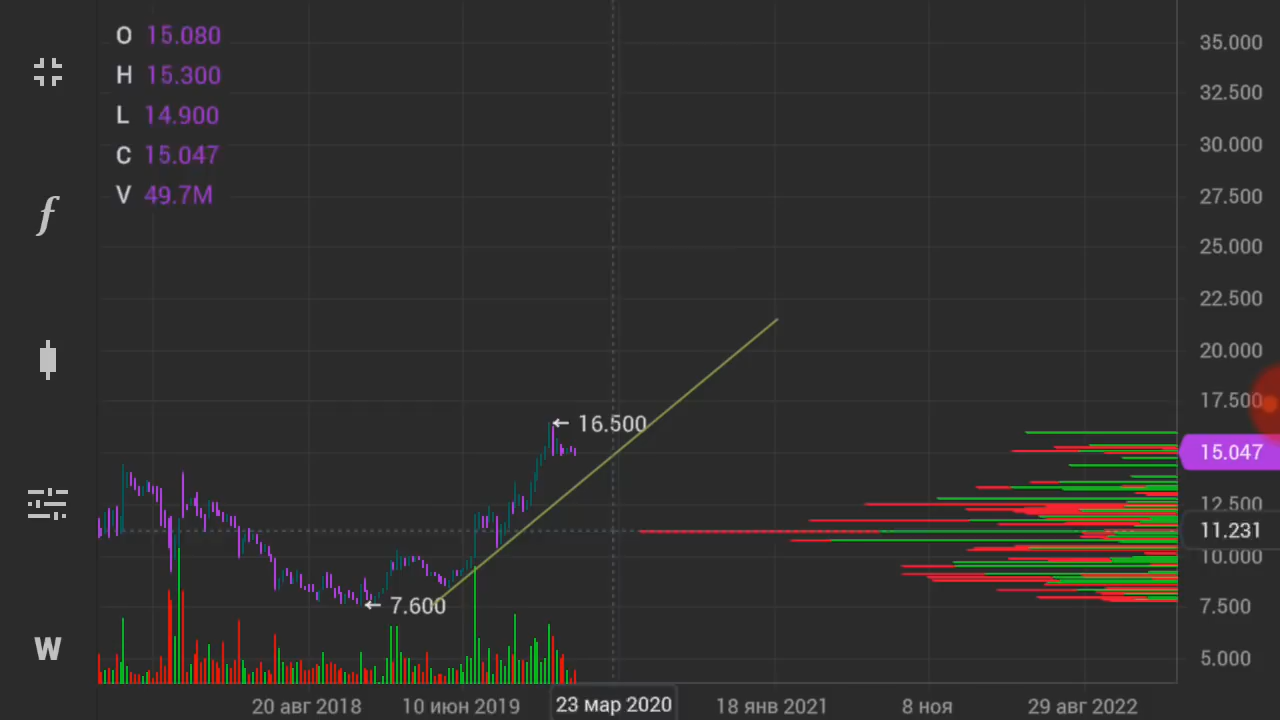 O 15.080
H 15.300
L 14.900
C 15.047
V 49.7M
f
W
16.500
7.600
35.000
32.500
30.000
27.500
25.000
22.500
20.000
17.500
15.047
12.500
11.231
10.000
7.500
5.000
20 авг 2018
10 июн 2019
23 мар 2020
18 янв 2021
8 ноя
29 авг 2022